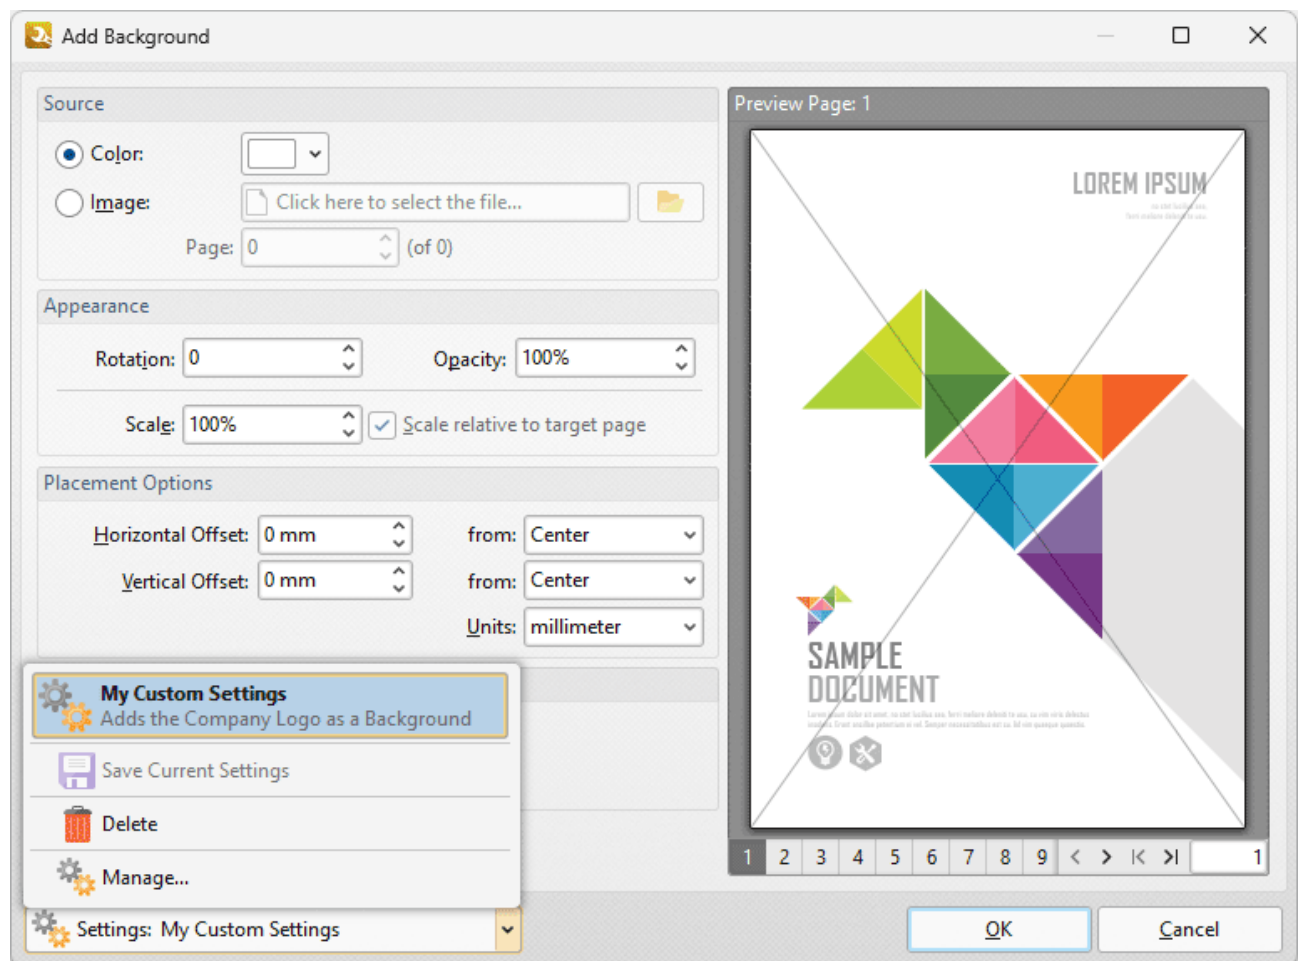 Add Background
Source
Color:
Image: Click here to select the file...
Page: 0 (of 0)
Appearance
Rotation: 0 Opacity: 100%
Scale: 100% Scale relative to target page
Placement Options
Horizontal Offset: 0 mm from: Center
Vertical Offset: 0 mm from: Center
Units: millimeter
My Custom Settings
Adds the Company Logo as a Background
Save Current Settings
Delete
Manage...
Settings: My Custom Settings
Preview Page: 1
LOREM IPSUM
SAMPLE
DOCUMENT
1 2 3 4 5 6 7 8 9 1
OK Cancel